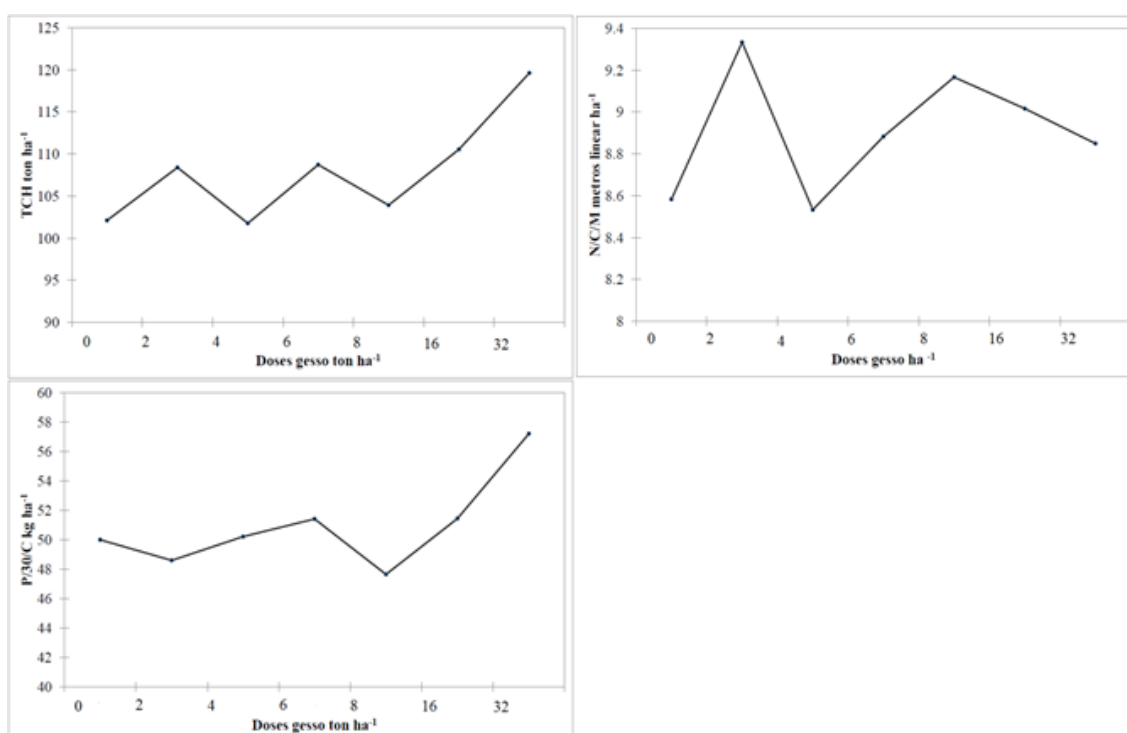 TCH ton ha⁻¹
120
115
110
105
100
95
90
0 2 4 6 8 16 32
Doses gesso ton ha⁻¹
N/C/M metros linear ha⁻¹
9.4
9.2
9
8.8
8.6
8.4
8.2
8
0 2 4 6 8 16 32
Doses gesso ha ⁻¹
P/30/C kg ha⁻¹
60
58
56
54
52
50
48
46
44
42
40
0 2 4 6 8 16 32
Doses gesso ton ha⁻¹